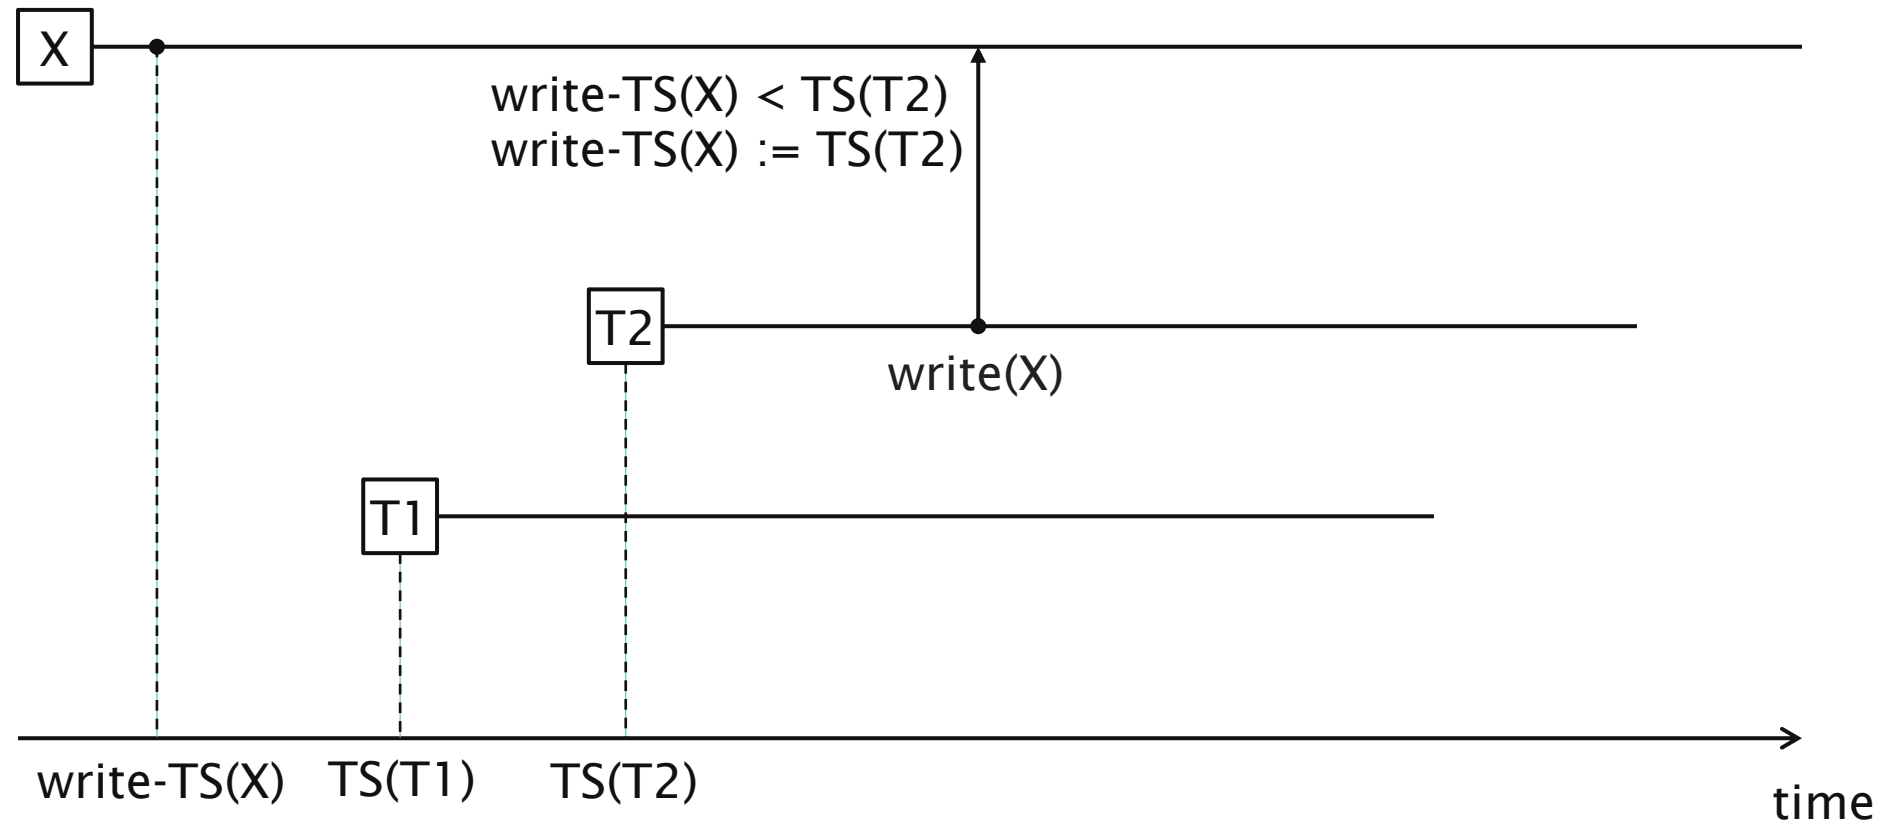 X
write-TS(X) < TS(T2)
write-TS(X) := TS(T2)
T2
write(X)
T1
write-TS(X)
TS(T1)
TS(T2)
time